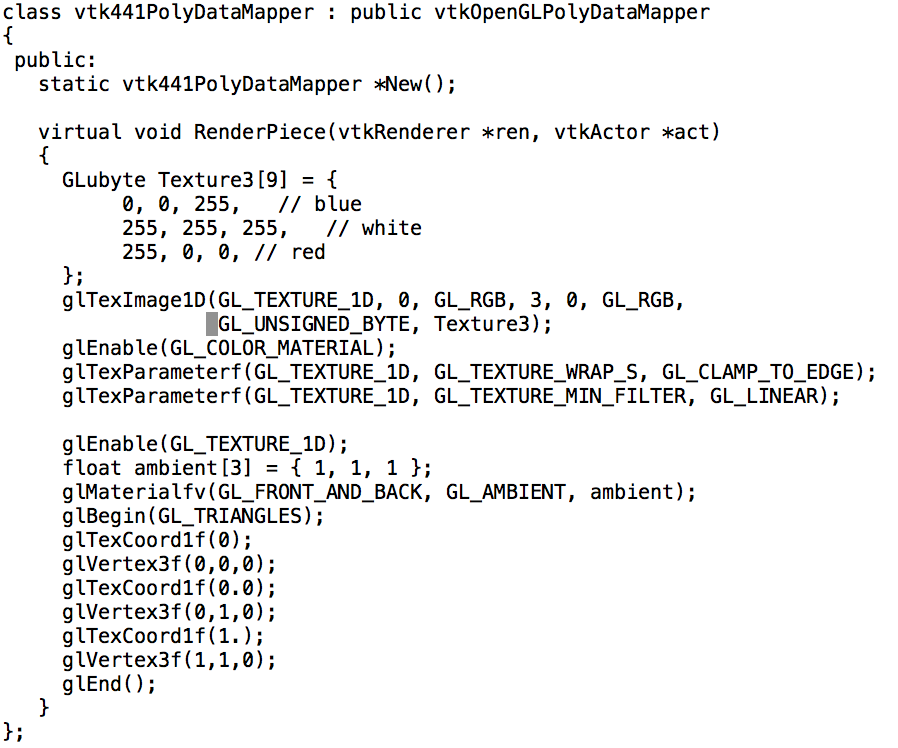 class vtk441PolyDataMapper : public vtkOpenGLPolyDataMapper
{
 public:
   static vtk441PolyDataMapper *New();

   virtual void RenderPiece(vtkRenderer *ren, vtkActor *act)
   {
     GLubyte Texture3[9] = {
          0, 0, 255,   // blue
          255, 255, 255,   // white
          255, 0, 0, // red
     };
     glTexImage1D(GL_TEXTURE_1D, 0, GL_RGB, 3, 0, GL_RGB,
                  GL_UNSIGNED_BYTE, Texture3);
     glEnable(GL_COLOR_MATERIAL);
     glTexParameterf(GL_TEXTURE_1D, GL_TEXTURE_WRAP_S, GL_CLAMP_TO_EDGE);
     glTexParameterf(GL_TEXTURE_1D, GL_TEXTURE_MIN_FILTER, GL_LINEAR);

     glEnable(GL_TEXTURE_1D);
     float ambient[3] = { 1, 1, 1 };
     glMaterialfv(GL_FRONT_AND_BACK, GL_AMBIENT, ambient);
     glBegin(GL_TRIANGLES);
     glTexCoord1f(0);
     glVertex3f(0,0,0);
     glTexCoord1f(0.0);
     glVertex3f(0,1,0);
     glTexCoord1f(1.);
     glVertex3f(1,1,0);
     glEnd();
   }
};